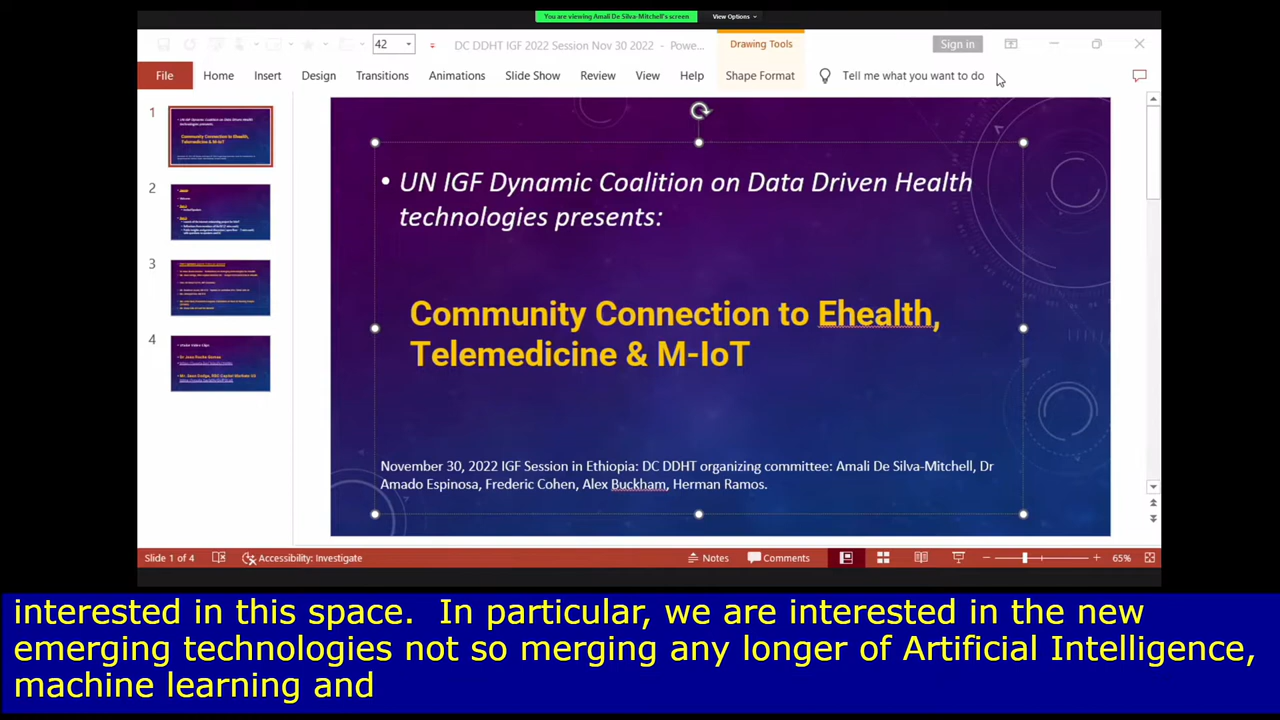 You are viewing Amali De Silva-Mitchell's screen
View Options
42
DC DDHT IGF 2022 Session Nov 30 2022 - Powe...
Drawing Tools
Sign in
File
Home
Insert
Design
Transitions
Animations
Slide Show
Review
View
Help
Shape Format
Tell me what you want to do
1
2
3
4
• UN IGF Dynamic Coalition on Data Driven Health
technologies presents:
Community Connection to Ehealth,
Telemedicine & M-IoT
November 30, 2022 IGF Session in Ethiopia: DC DDHT organizing committee: Amali De Silva-Mitchell, Dr
Amado Espinosa, Frederic Cohen, Alex Buckham, Herman Ramos.
Slide 1 of 4
Accessibility: Investigate
Notes
Comments
65%
interested in this space.  In particular, we are interested in the new
emerging technologies not so merging any longer of Artificial Intelligence,
machine learning and